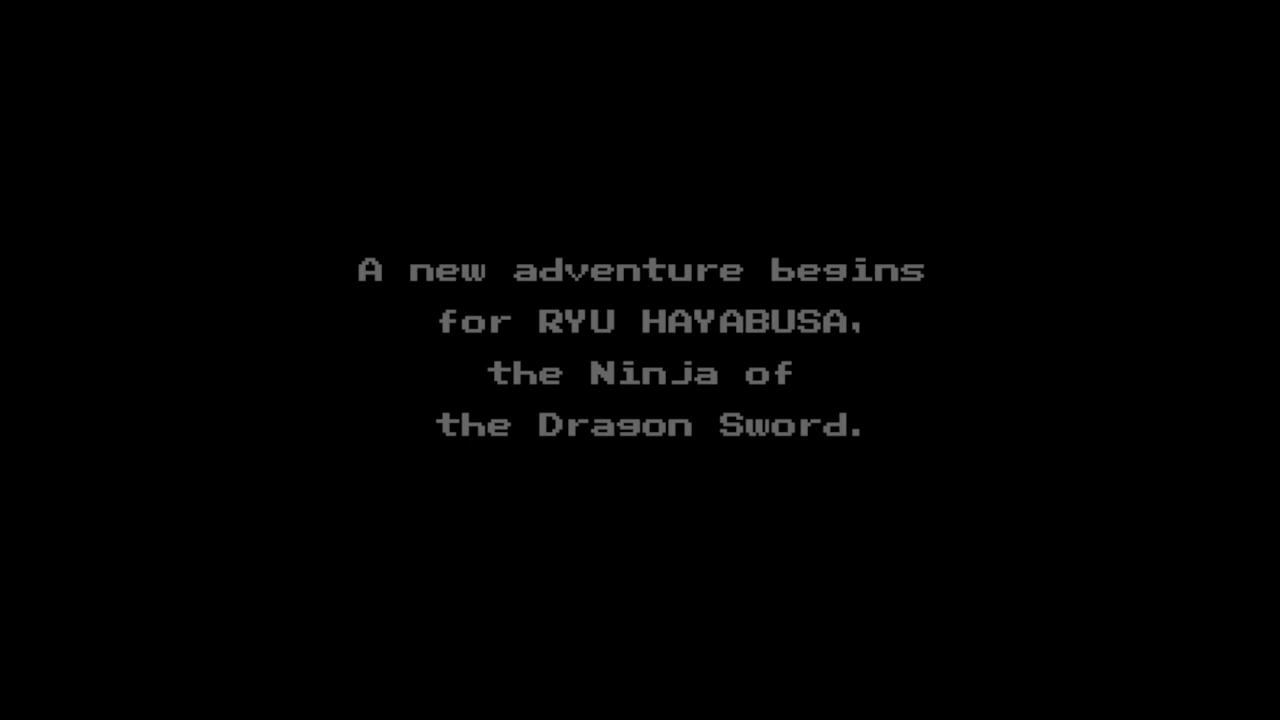 A new adventure begins
for RYU HAYABUSA,
the Ninja of
the Dragon Sword.